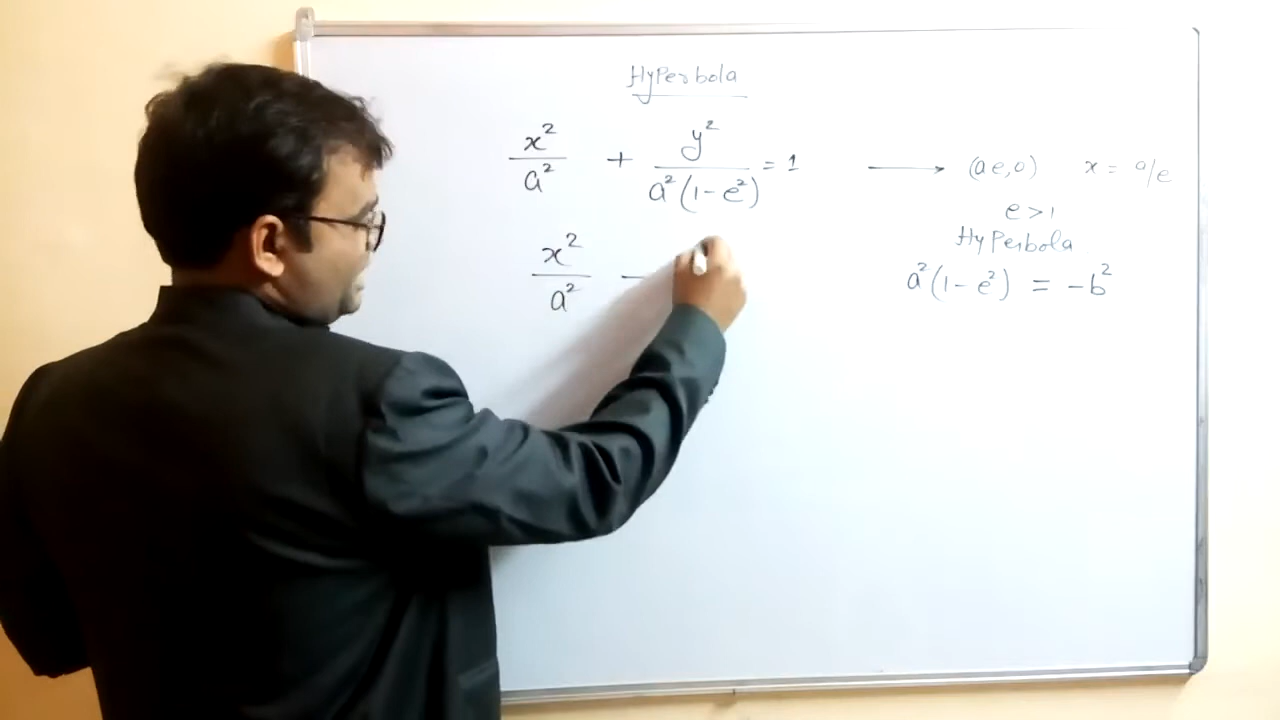 Hyperbola
x²/a² + y²/a²(1-e²) = 1 ⟶ (ae,0) x = a/e
e>1
Hyperbola
x²/a² - 
a²(1-e²) = -b²